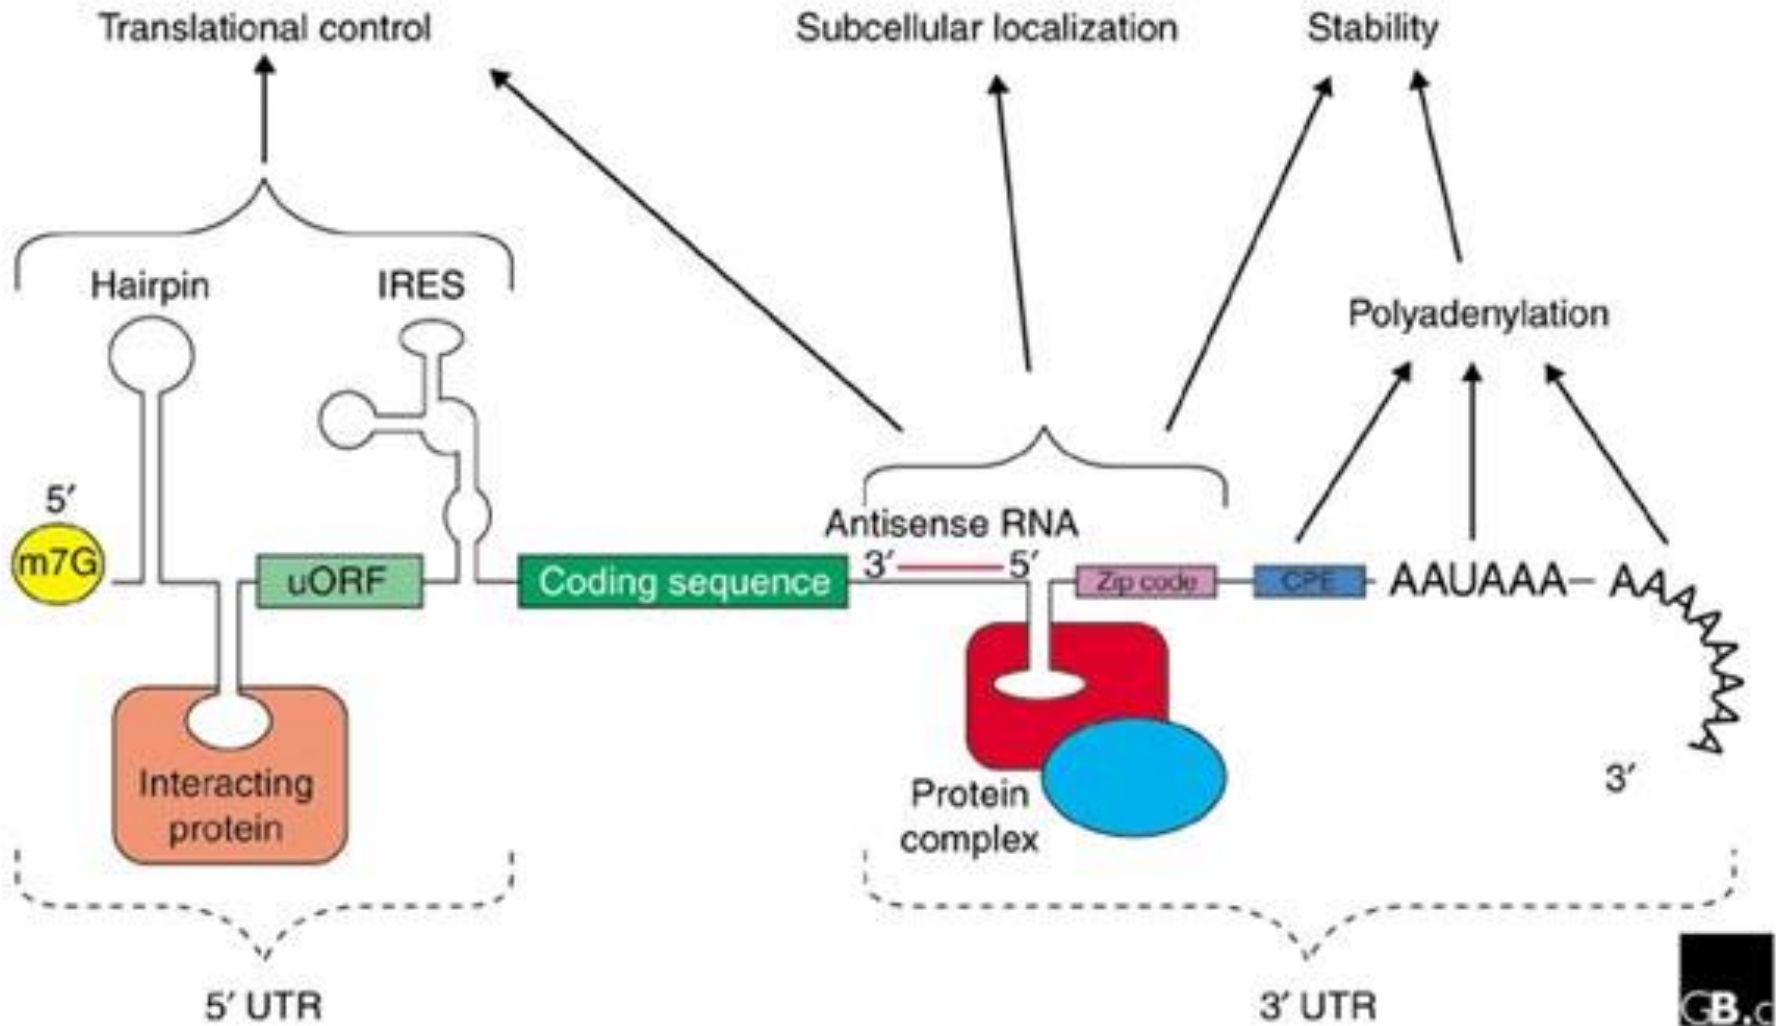 Translational control
Subcellular localization
Stability
Hairpin
IRES
Polyadenylation
5′
m7G
uORF
Coding sequence
Antisense RNA
3′ 5′
Zip code
CPE
AAUAAA
AAAAAAAAA
Interacting
protein
Protein
complex
3′
5′ UTR
3′ UTR
GB.c